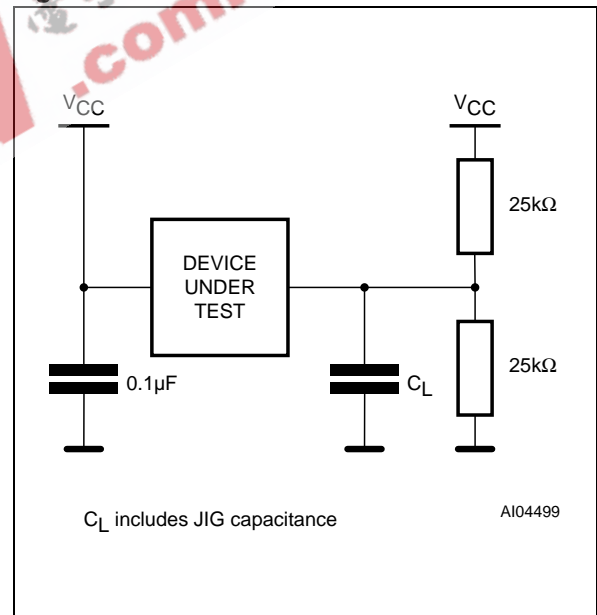 .com
VCC
VCC
25kΩ
DEVICE
UNDER
TEST
25kΩ
0.1µF
CL
CL includes JIG capacitance
AI04499